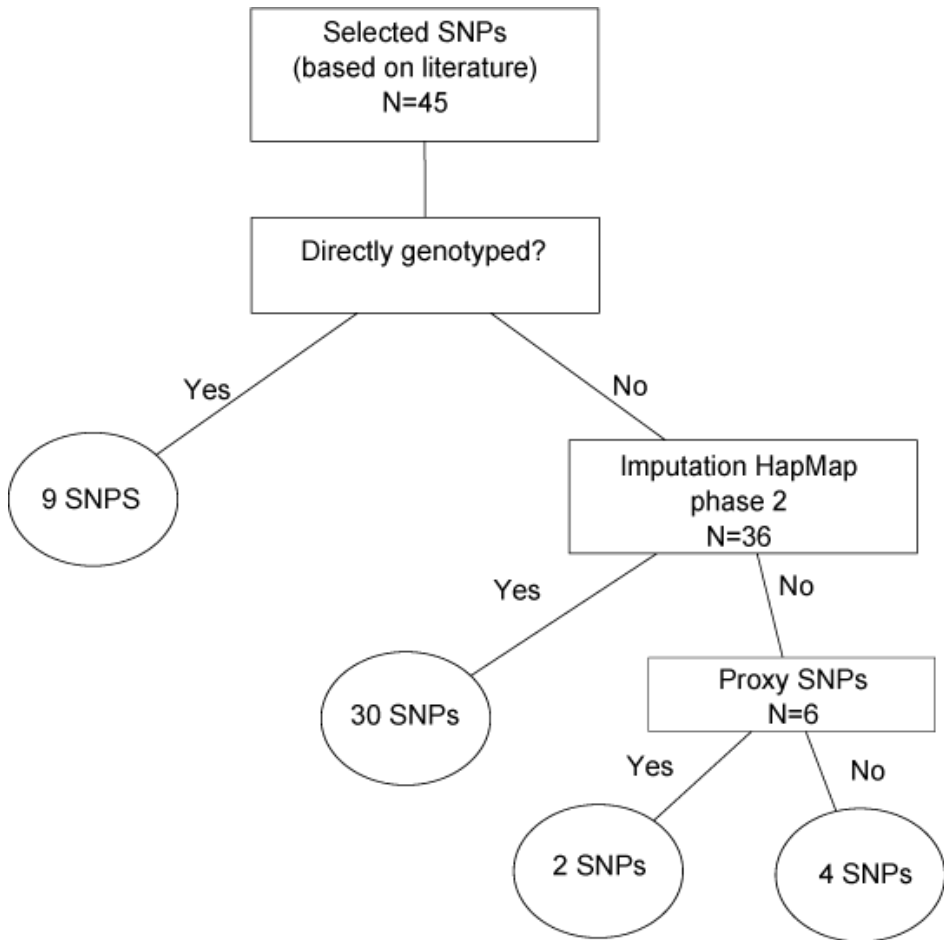 Selected SNPs
(based on literature)
N=45
Directly genotyped?
Yes
No
9 SNPS
Imputation HapMap
phase 2
N=36
Yes
No
30 SNPs
Proxy SNPs
N=6
Yes
No
2 SNPs
4 SNPs